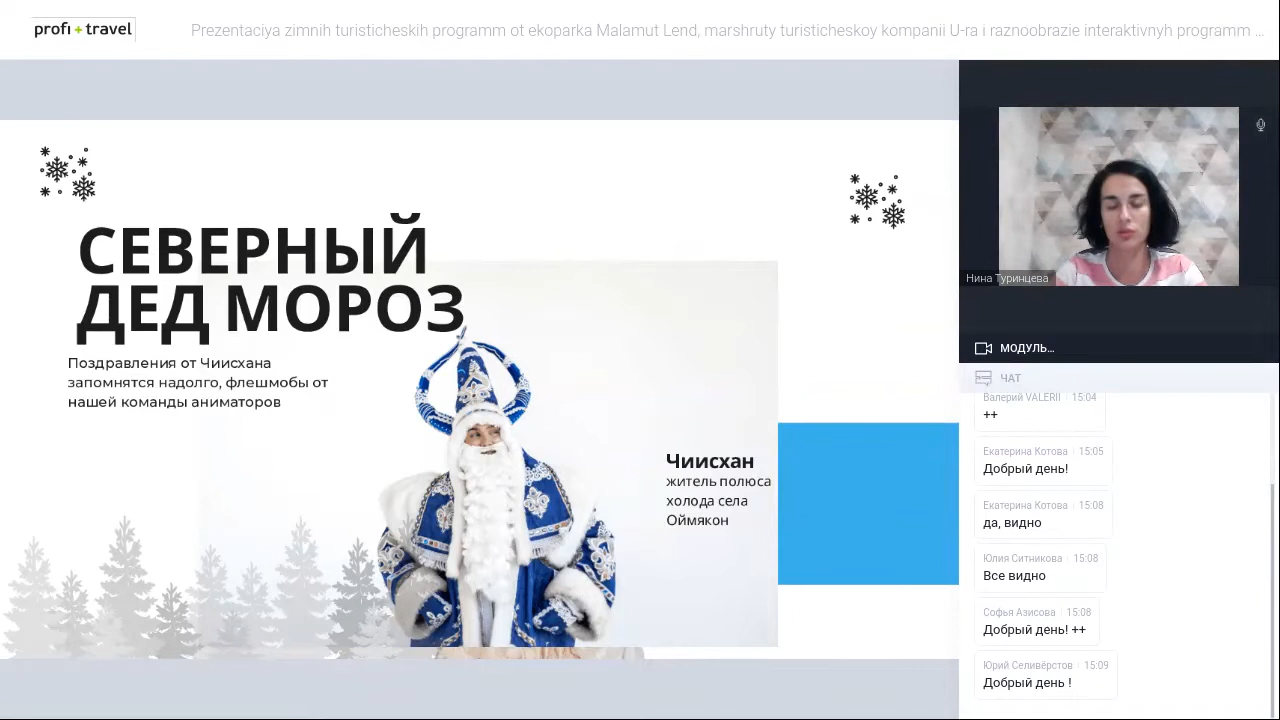 profi + travel
Prezentaciya zimnih turisticheskih programm ot ekoparka Malamut Lend, marshruty turisticheskoy kompanii U-ra i raznoobrazie interaktivnyh programm ...
СЕВЕРНЫЙ
ДЕД МОРОЗ
Поздравления от Чиисхана
запомнятся надолго, флешмобы от
нашей команды аниматоров
Чиисхан
житель полюса
холода села
Оймякон
Нина Туринцева
МОДУЛЬ...
ЧАТ
Валерий VALERII 15:04
++
Екатерина Котова 15:05
Добрый день!
Екатерина Котова 15:08
да, видно
Юлия Ситникова 15:08
Все видно
Софья Азисова 15:08
Добрый день! ++
Юрий Селивёрстов 15:09
Добрый день !